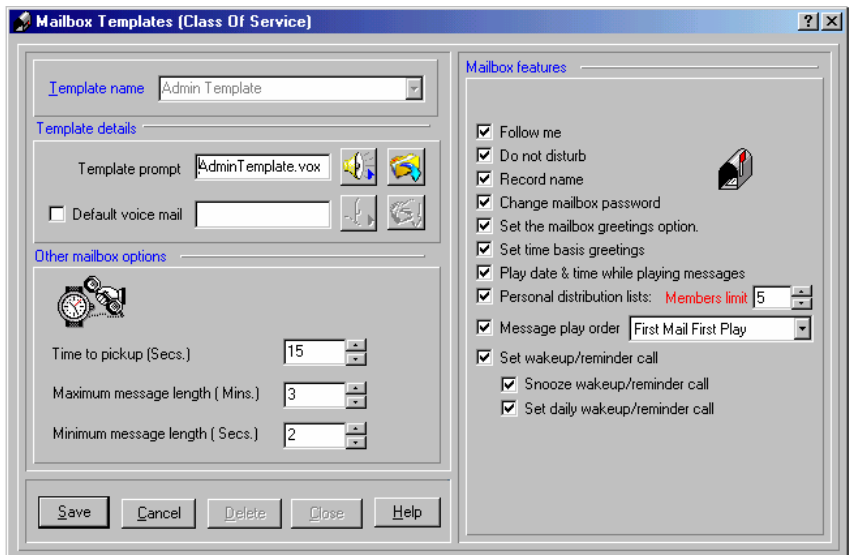 Mailbox Templates (Class Of Service)
Template name Admin Template
Template details
Template prompt AdminTemplate.vox
Default voice mail
Other mailbox options
Time to pickup (Secs.) 15
Maximum message length ( Mins.) 3
Minimum message length ( Secs.) 2
Save Cancel Delete Close Help
Mailbox features
Follow me
Do not disturb
Record name
Change mailbox password
Set the mailbox greetings option.
Set time basis greetings
Play date & time while playing messages
Personal distribution lists: Members limit 5
Message play order First Mail First Play
Set wakeup/reminder call
Snooze wakeup/reminder call
Set daily wakeup/reminder call